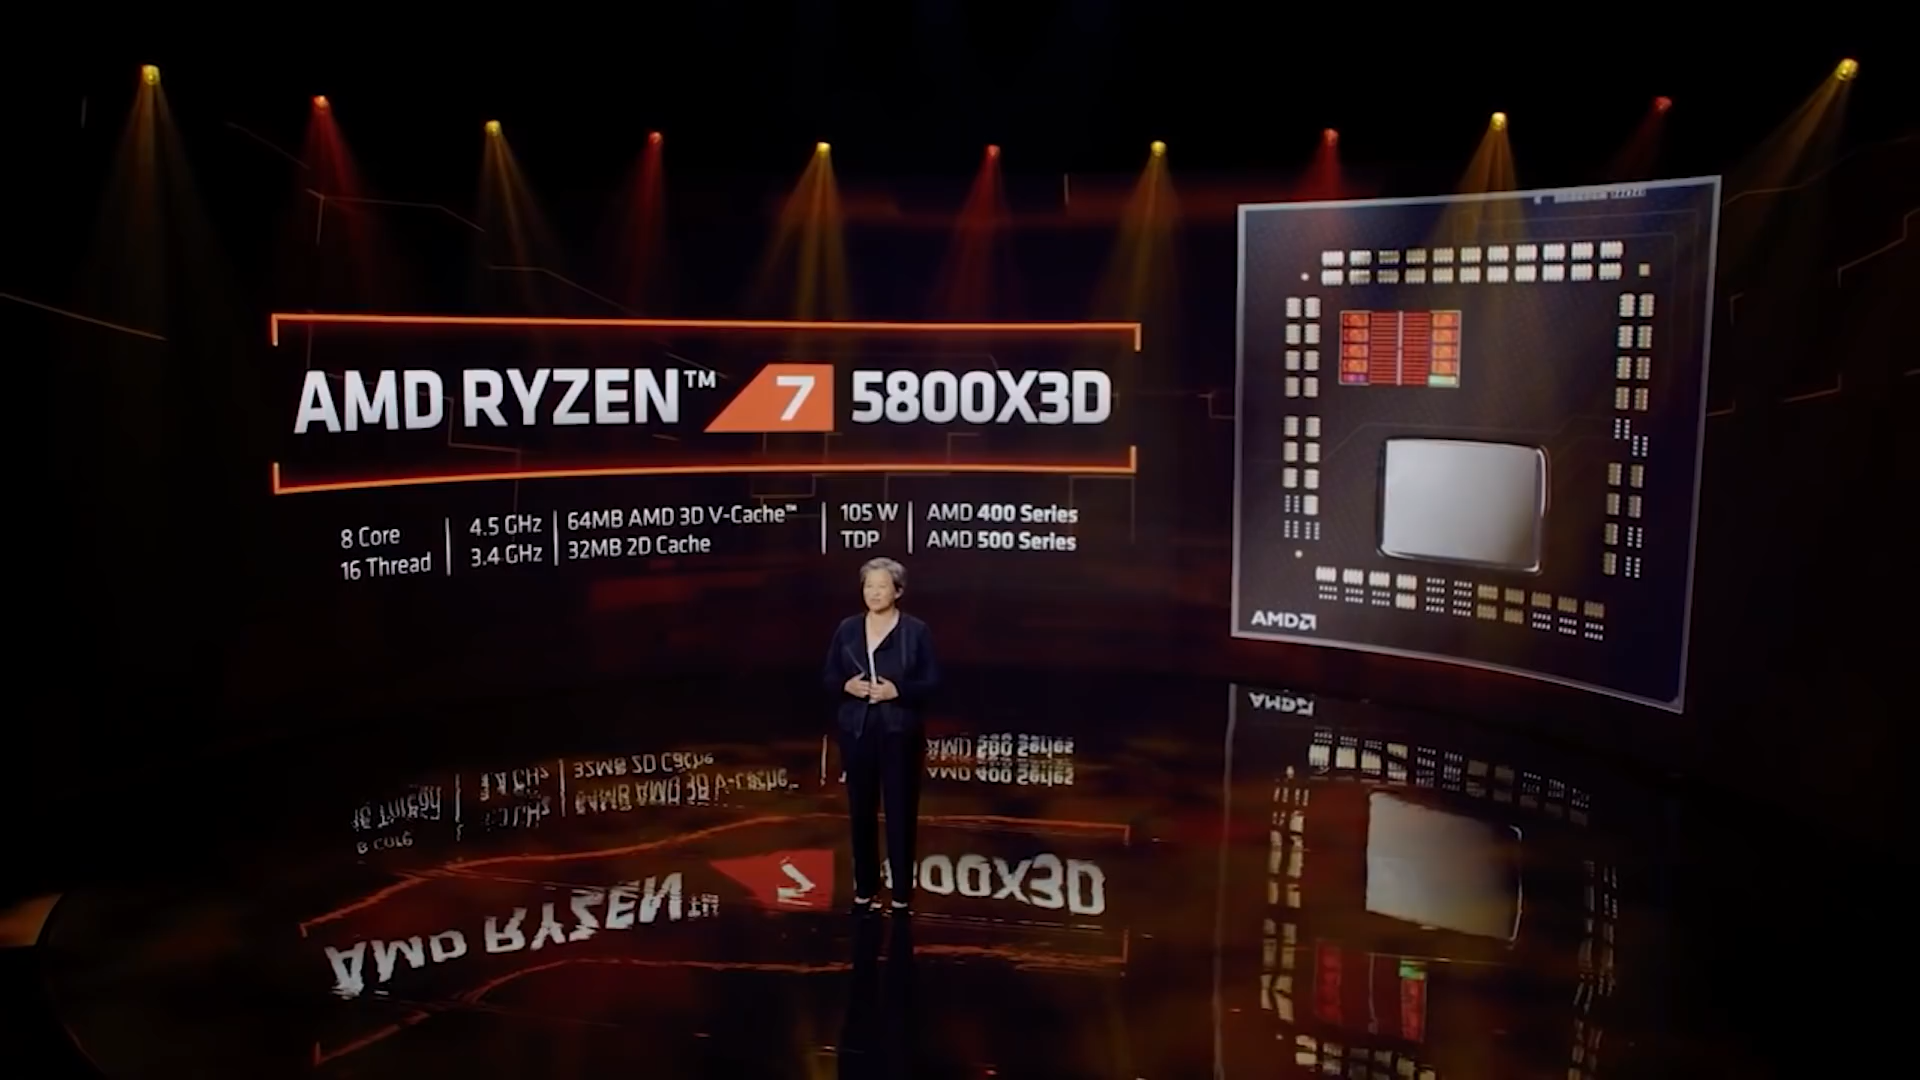 AMD RYZEN™ 7 5800X3D
8 Core
16 Thread
4.5 GHz
3.4 GHz
64MB AMD 3D V-Cache™
32MB 2D Cache
105 W
TDP
AMD 400 Series
AMD 500 Series
AMD